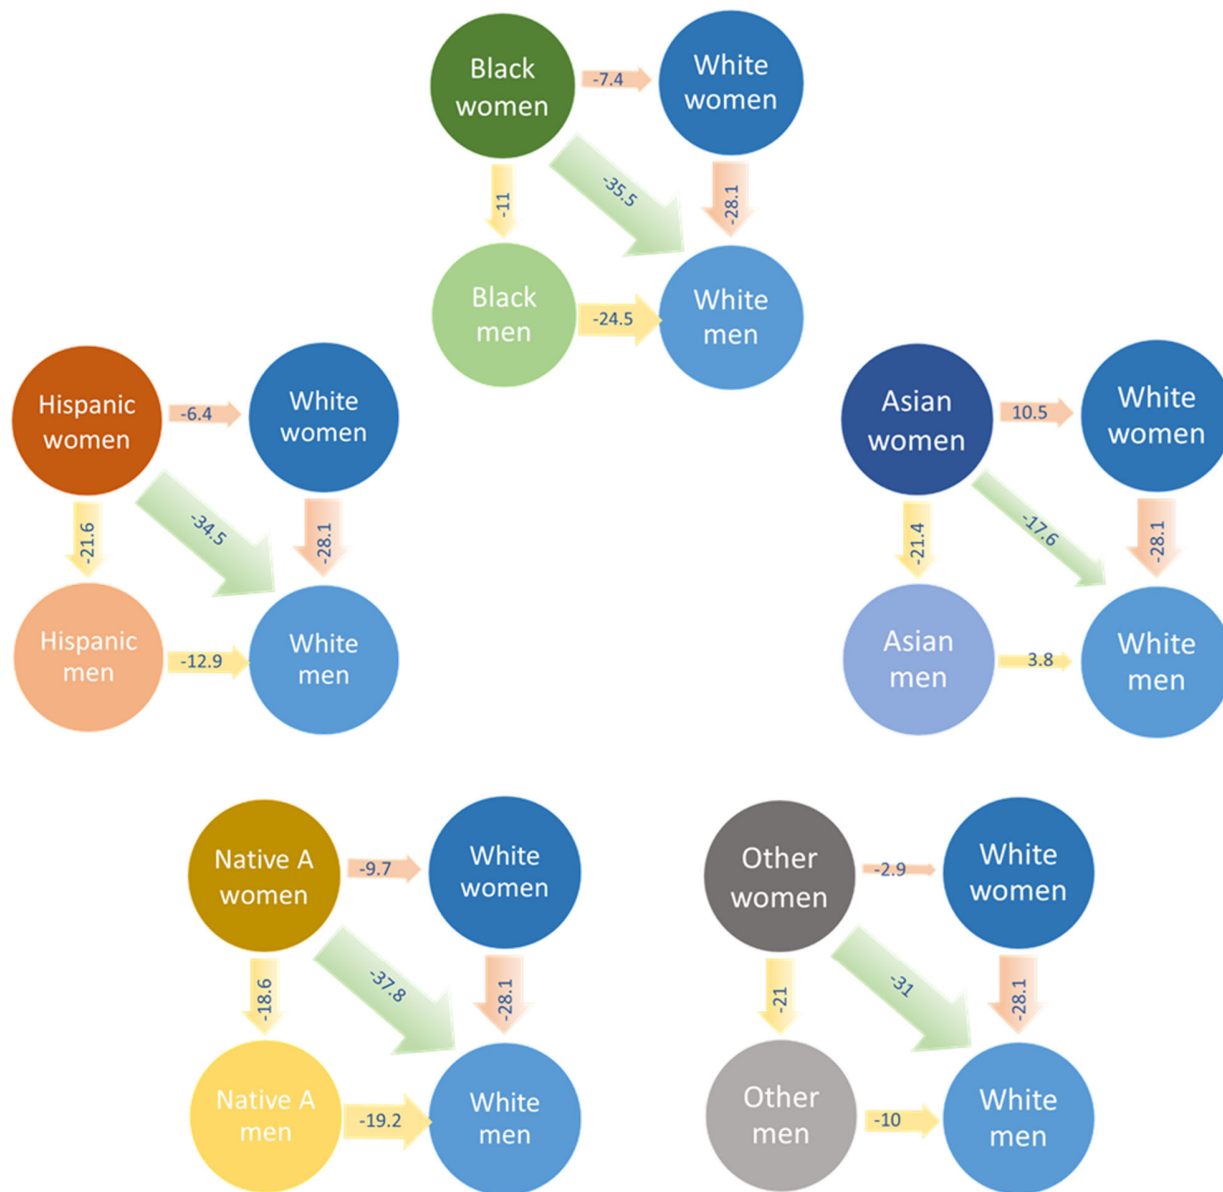 Black
women
-7.4
White
women
-11
-35.5
-28.1
Black
men
-24.5
White
men
Hispanic
women
-6.4
White
women
-21.6
-34.5
-28.1
Hispanic
men
-12.9
White
men
Asian
women
10.5
White
women
-21.4
-17.6
-28.1
Asian
men
3.8
White
men
Native A
women
-9.7
White
women
-18.6
-37.8
-28.1
Native A
men
-19.2
White
men
Other
women
-2.9
White
women
-21
-31
-28.1
Other
men
-10
White
men